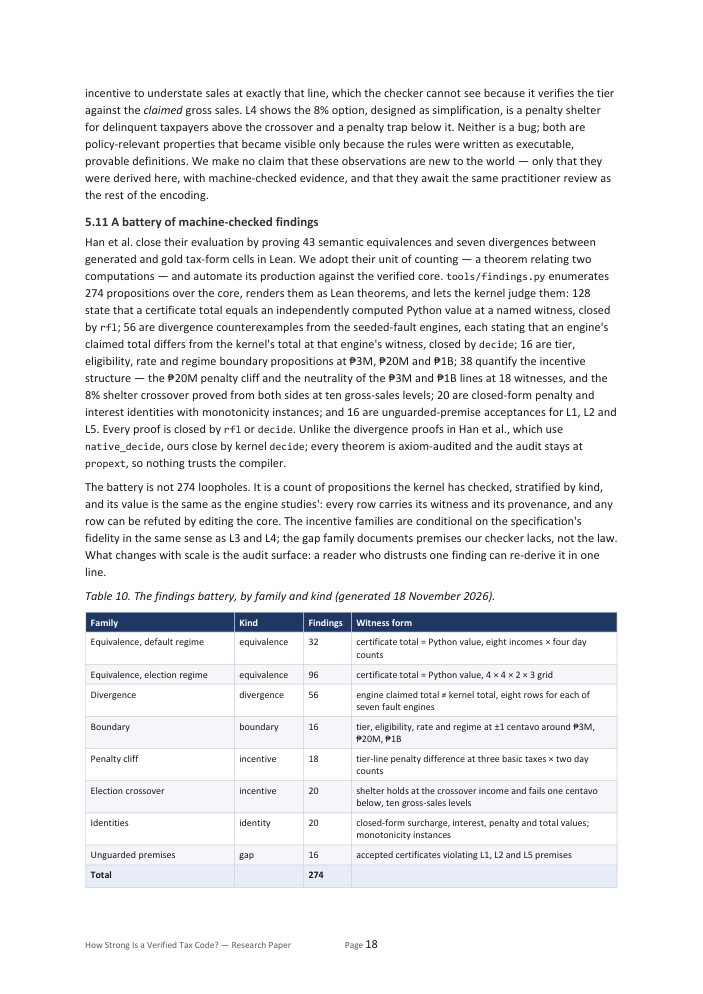 incentive to understate sales at exactly that line, which the checker cannot see because it verifies the tier
against the claimed gross sales. L4 shows the 8% option, designed as simplification, is a penalty shelter
for delinquent taxpayers above the crossover and a penalty trap below it. Neither is a bug; both are
policy-relevant properties that became visible only because the rules were written as executable,
provable definitions. We make no claim that these observations are new to the world — only that they
were derived here, with machine-checked evidence, and that they await the same practitioner review as
the rest of the encoding.
5.11 A battery of machine-checked findings
Han et al. close their evaluation by proving 43 semantic equivalences and seven divergences between
generated and gold tax-form cells in Lean. We adopt their unit of counting — a theorem relating two
computations — and automate its production against the verified core. tools/findings.py enumerates
274 propositions over the core, renders them as Lean theorems, and lets the kernel judge them: 128
state that a certificate total equals an independently computed Python value at a named witness, closed
by rfl; 56 are divergence counterexamples from the seeded-fault engines, each stating that an engine's
claimed total differs from the kernel's total at that engine's witness, closed by decide; 16 are tier,
eligibility, rate and regime boundary propositions at ₱3M, ₱20M and ₱1B; 38 quantify the incentive
structure — the ₱20M penalty cliff and the neutrality of the ₱3M and ₱1B lines at 18 witnesses, and the
8% shelter crossover proved from both sides at ten gross-sales levels; 20 are closed-form penalty and
interest identities with monotonicity instances; and 16 are unguarded-premise acceptances for L1, L2 and
L5. Every proof is closed by rfl or decide. Unlike the divergence proofs in Han et al., which use
native_decide, ours close by kernel decide; every theorem is axiom-audited and the audit stays at
propext, so nothing trusts the compiler.
The battery is not 274 loopholes. It is a count of propositions the kernel has checked, stratified by kind,
and its value is the same as the engine studies': every row carries its witness and its provenance, and any
row can be refuted by editing the core. The incentive families are conditional on the specification's
fidelity in the same sense as L3 and L4; the gap family documents premises our checker lacks, not the law.
What changes with scale is the audit surface: a reader who distrusts one finding can re-derive it in one
line.
Table 10. The findings battery, by family and kind (generated 18 November 2026).
Family Kind Findings Witness form
Equivalence, default regime equivalence 32 certificate total = Python value, eight incomes × four day
counts
Equivalence, election regime equivalence 96 certificate total = Python value, 4 × 4 × 2 × 3 grid
Divergence divergence 56 engine claimed total ≠ kernel total, eight rows for each of
seven fault engines
Boundary boundary 16 tier, eligibility, rate and regime at ±1 centavo around ₱3M,
₱20M, ₱1B
Penalty cliff incentive 18 tier-line penalty difference at three basic taxes × two day
counts
Election crossover incentive 20 shelter holds at the crossover income and fails one centavo
below, ten gross-sales levels
Identities identity 20 closed-form surcharge, interest, penalty and total values;
monotonicity instances
Unguarded premises gap 16 accepted certificates violating L1, L2 and L5 premises
Total 274
How Strong Is a Verified Tax Code? — Research Paper Page 18